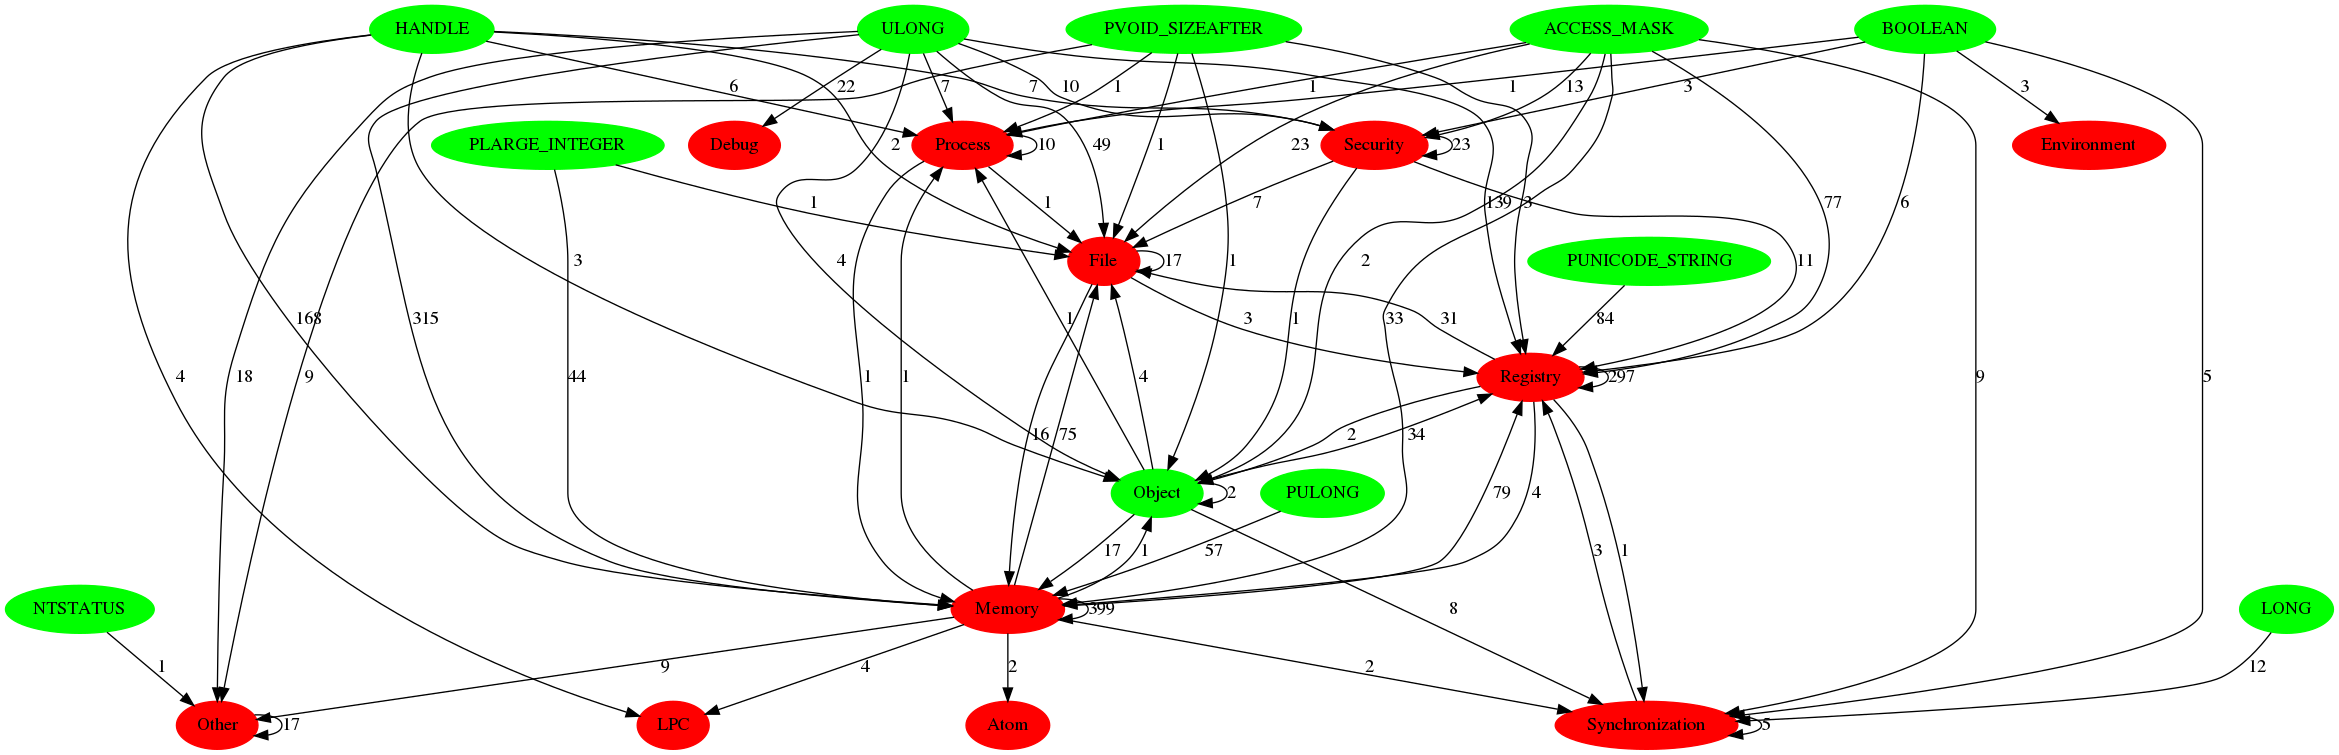 HANDLE ULONG PVOID_SIZEAFTER ACCESS_MASK BOOLEAN
6 22 7 7 10 1 1 13 1 3 3
PLARGE_INTEGER Debug Process 10 Security 23 Environment
1 2 49 1 1 23 7 139 3 77 6
3 4 File 17 1 2 PUNICODE_STRING 11
168 315 1 3 1 33 31 84
4 18 9 44 1 1 4 Registry 297 9 5
16 75 2 34
Object 2 PULONG 79 4
17 1 57 3 1
NTSTATUS Memory 399 8 LONG
1 9 4 2 2 12
Other 17 LPC Atom Synchronization 5